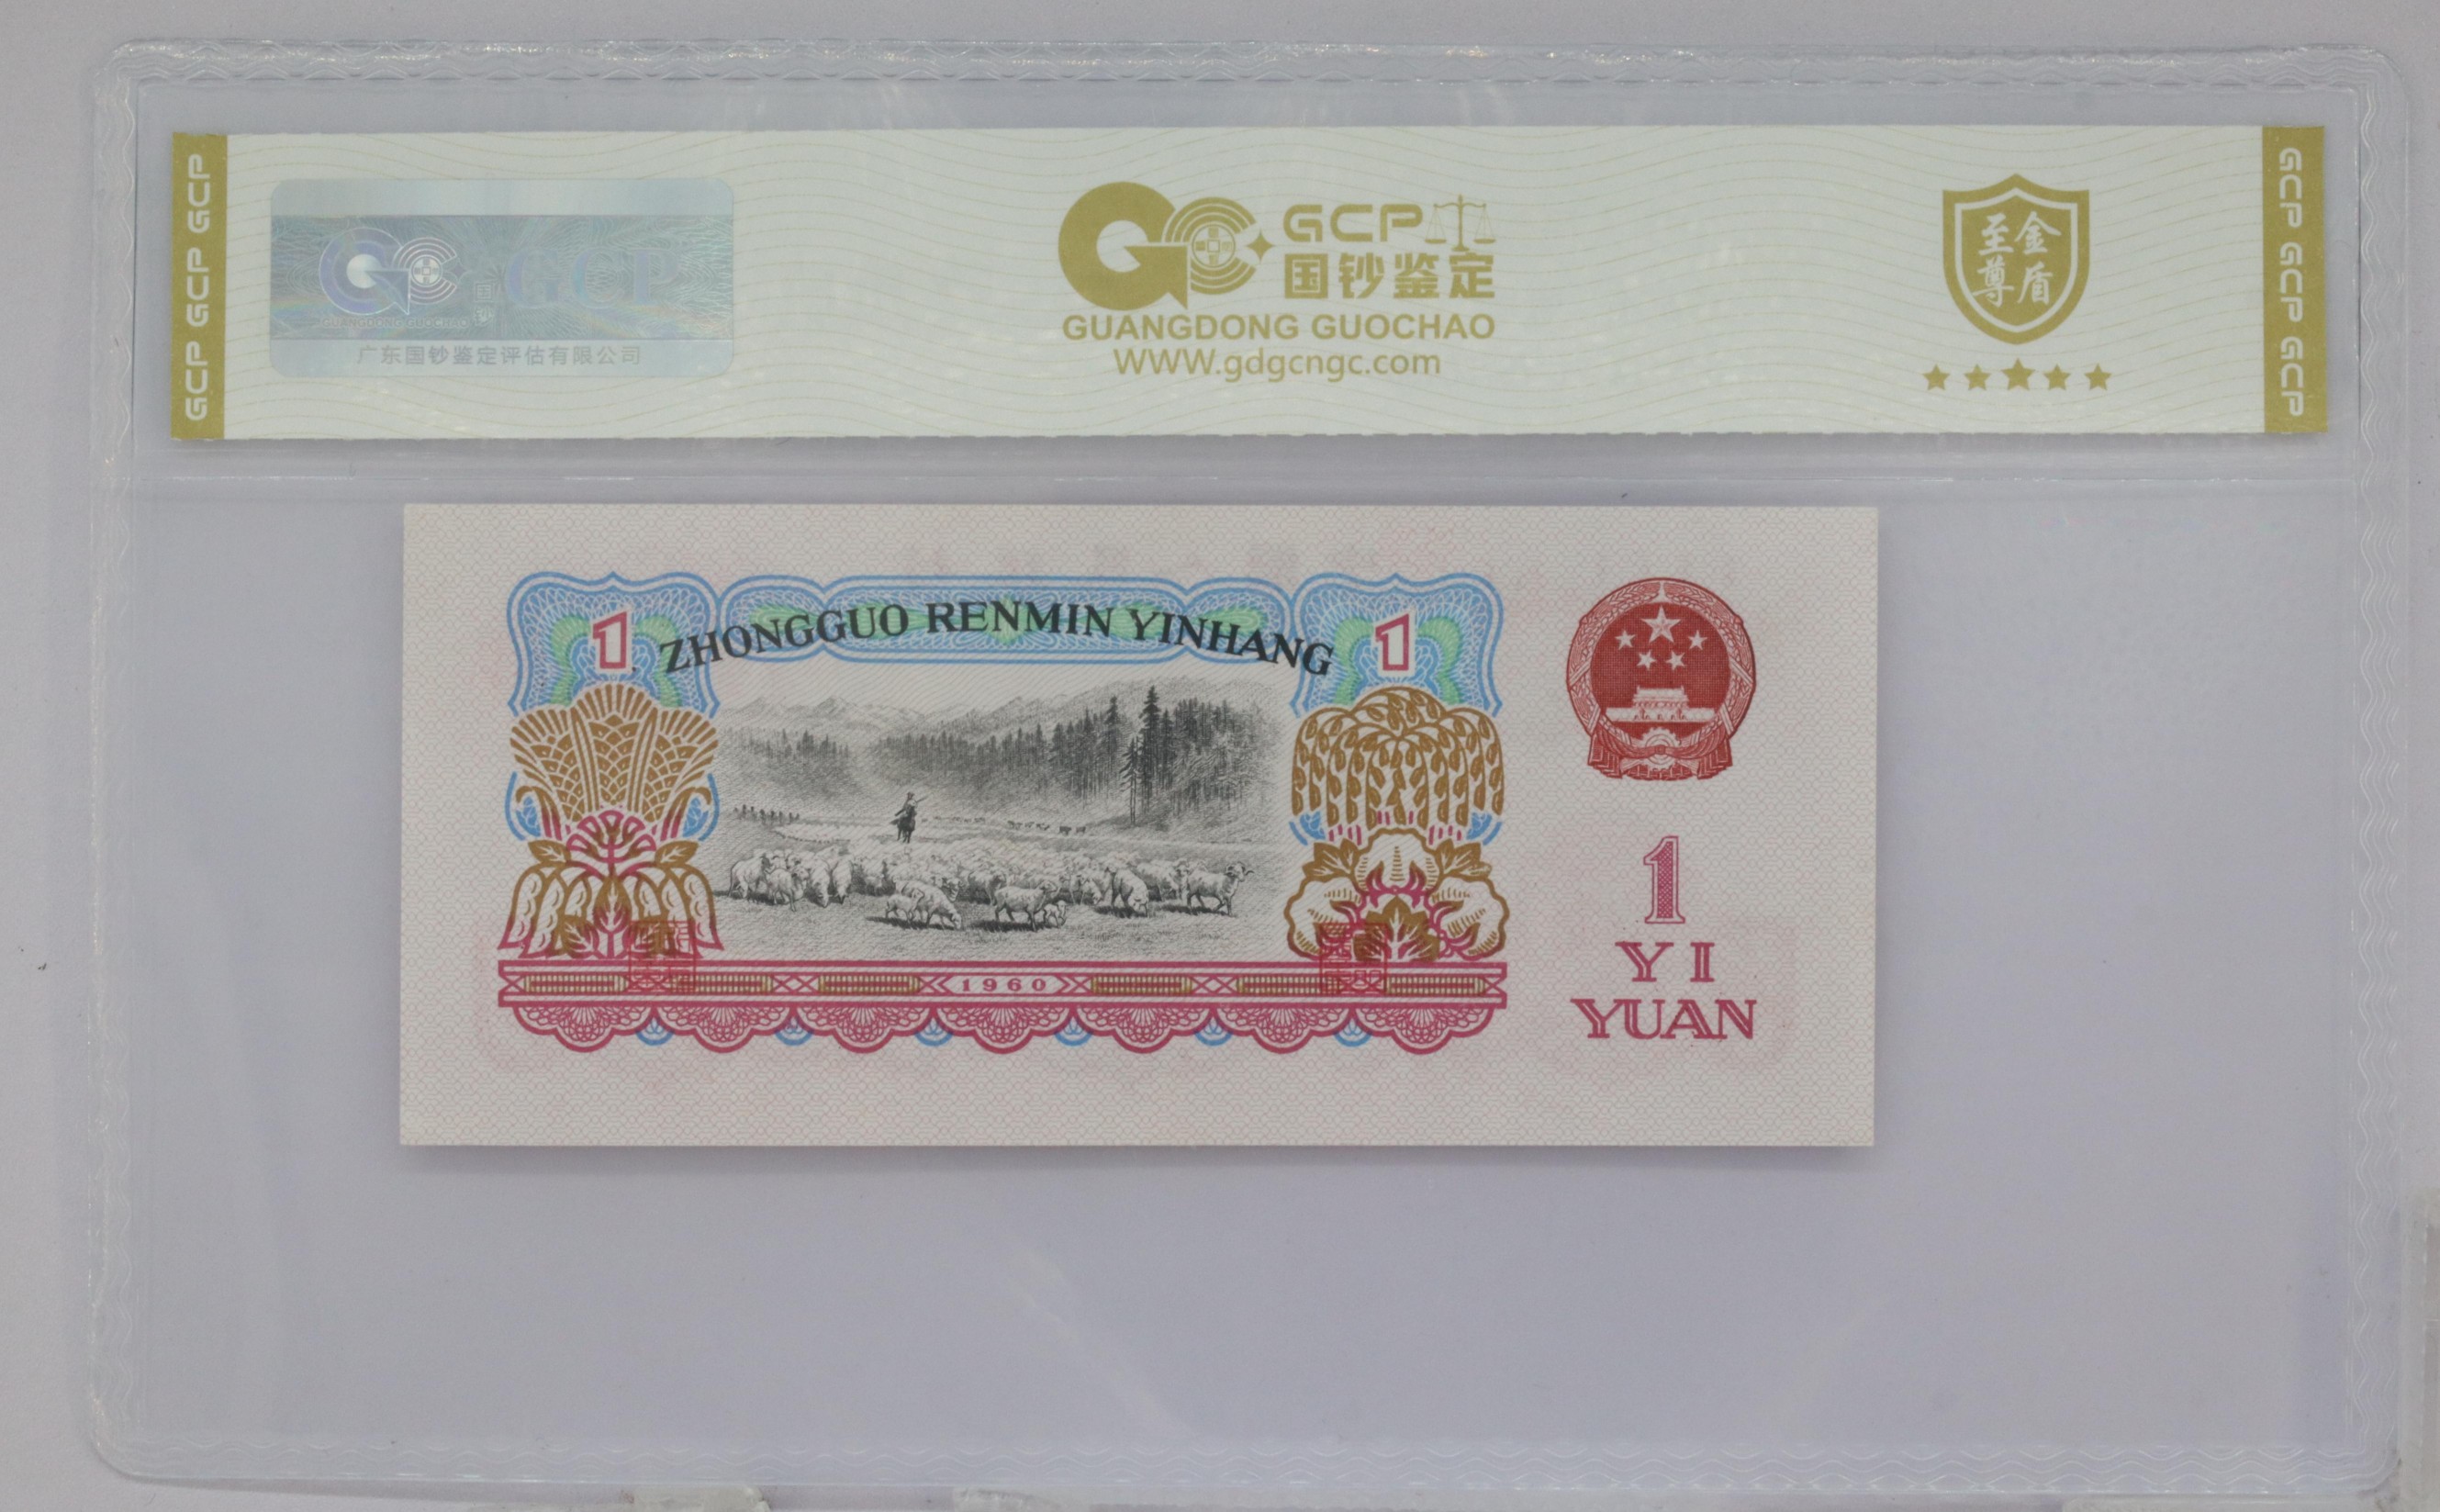 GCP GCP GCP
GCP
国钞
GUANGDONG GUOCHAO
广东国钞鉴定评估有限公司
GCP
国钞鉴定
GUANGDONG GUOCHAO
WWW.gdgcngc.com
至尊
金盾
GCP GCP GCP
1 ZHONGGUO RENMIN YINHANG 1
1960
1
YI
YUAN